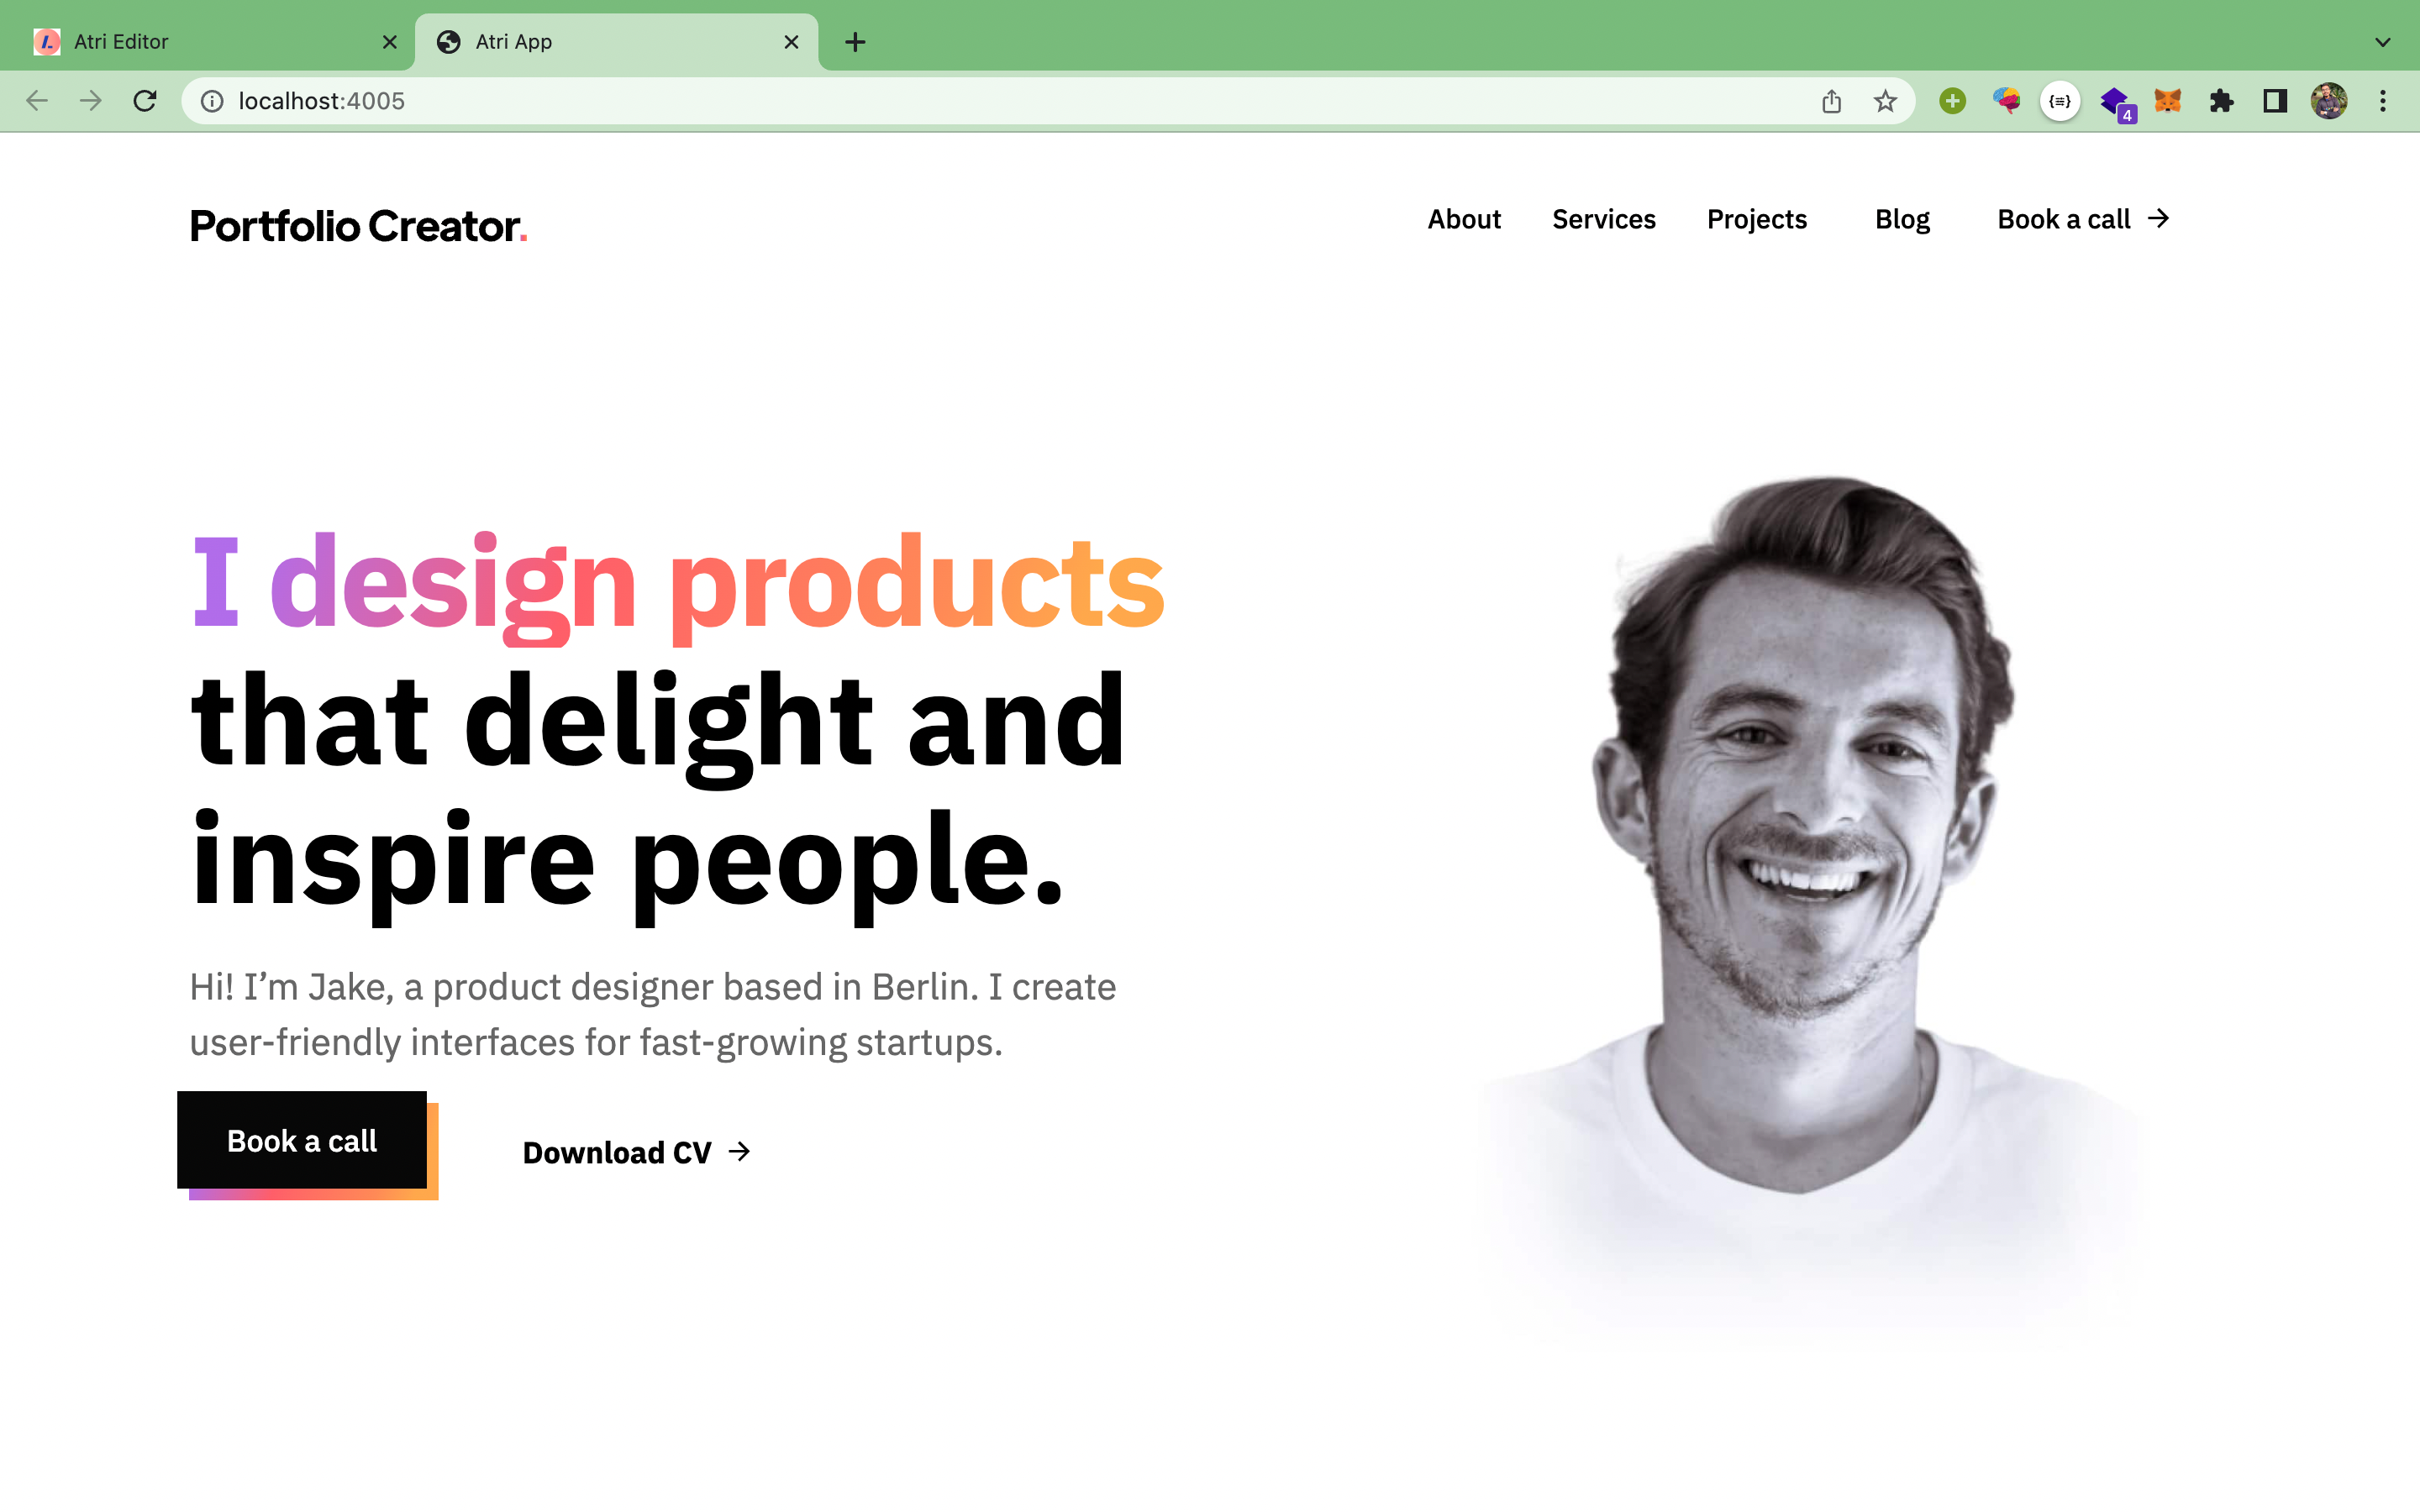 Atri Editor
Atri App
localhost:4005
4
Portfolio Creator.
About Services Projects Blog Book a call →
I design products
that delight and
inspire people.
Hi! I’m Jake, a product designer based in Berlin. I create
user-friendly interfaces for fast-growing startups.
Book a call
Download CV →